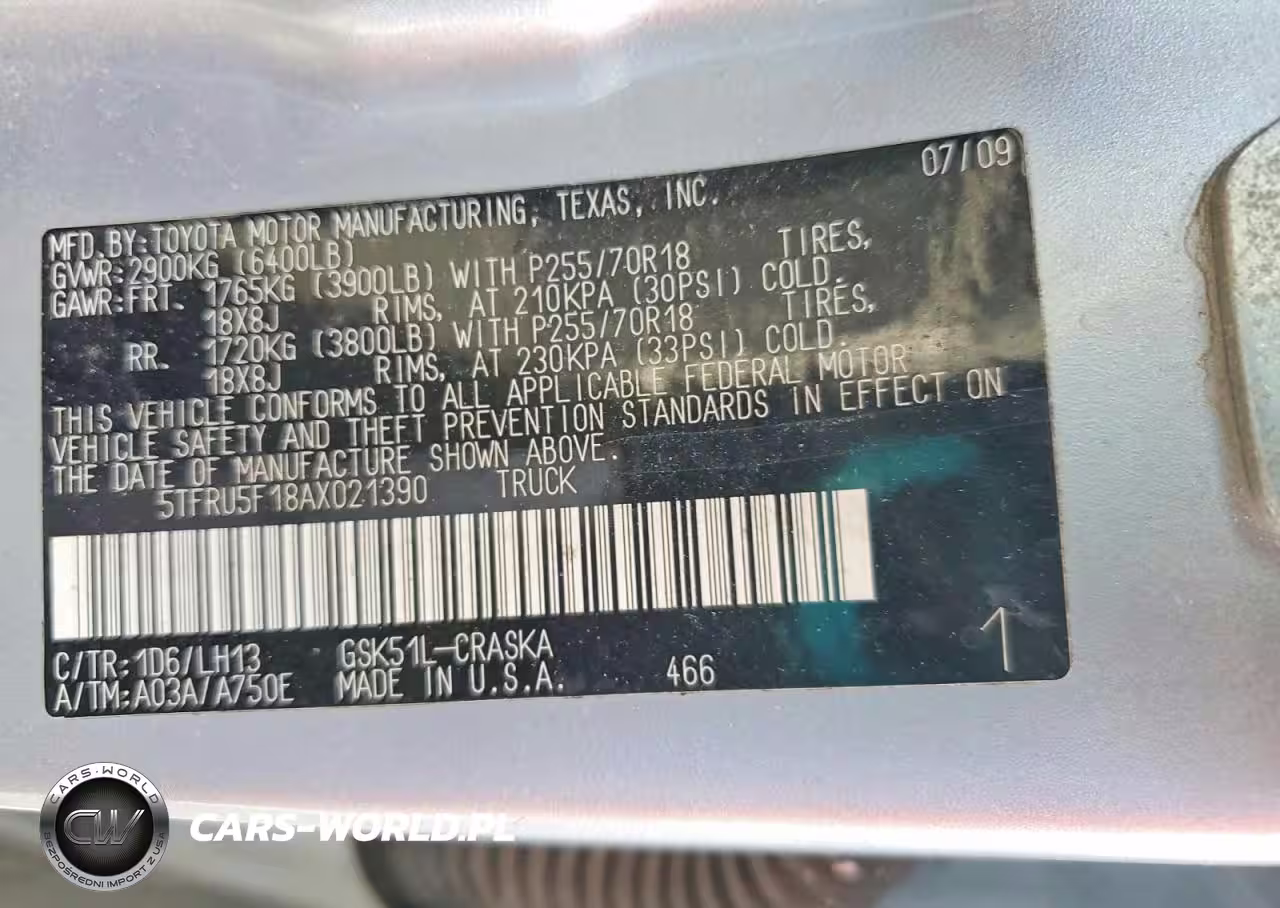 07/09
MFD. BY: TOYOTA MOTOR MANUFACTURING, TEXAS, INC.
GVWR: 2900KG (6400LB)
GAWR: FRT. 1765KG (3900LB) WITH P255/70R18 TIRES,
18X8J RIMS, AT 210KPA (30PSI) COLD.
RR. 1720KG (3800LB) WITH P255/70R18 TIRES,
18X8J RIMS, AT 230KPA (33PSI) COLD.
THIS VEHICLE CONFORMS TO ALL APPLICABLE FEDERAL MOTOR
VEHICLE SAFETY AND THEFT PREVENTION STANDARDS IN EFFECT ON
THE DATE OF MANUFACTURE SHOWN ABOVE.
5TFRU5F18AX021390 TRUCK
C/TR: 1D6/LH13 GSK51L-CRASKA
A/TM: A03A/A750E MADE IN U.S.A. 466
CARS-WORLD
CW
BEZPOŚREDNI IMPORT Z USA
CARS-WORLD.PL